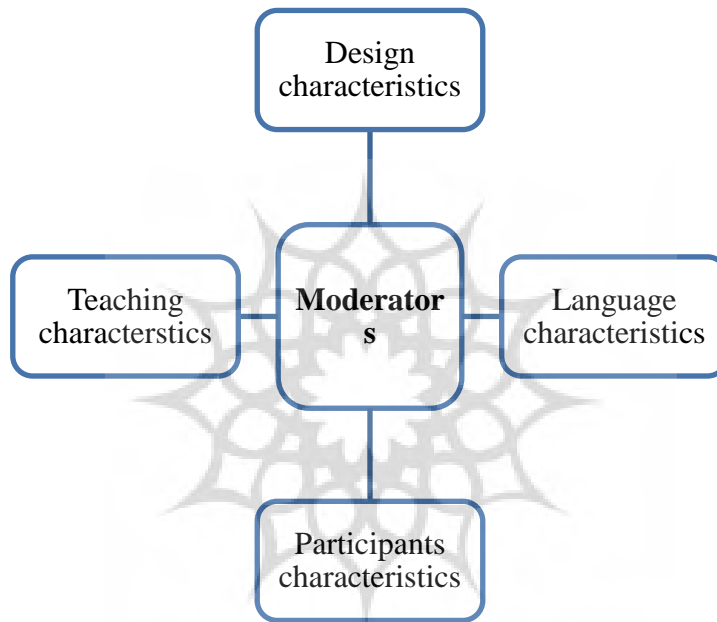 Design
characteristics
Teaching
characterstics
Moderator
s
Language
characteristics
Participants
characteristics